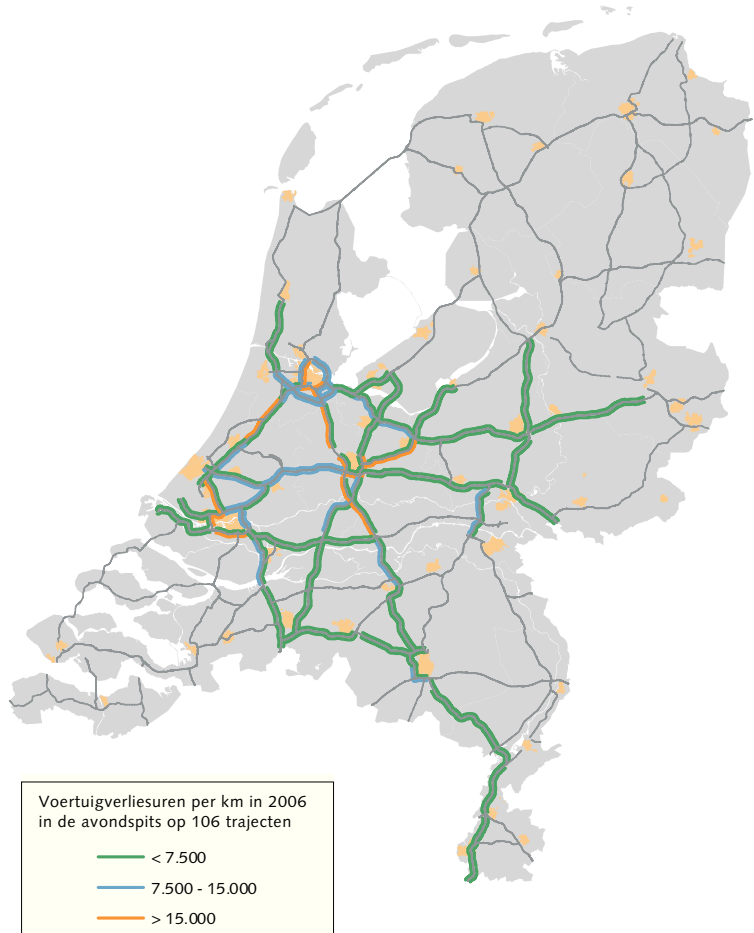 Voertuigverliesuren per km in 2006
in de avondspits op 106 trajecten
< 7.500
7.500 - 15.000
> 15.000